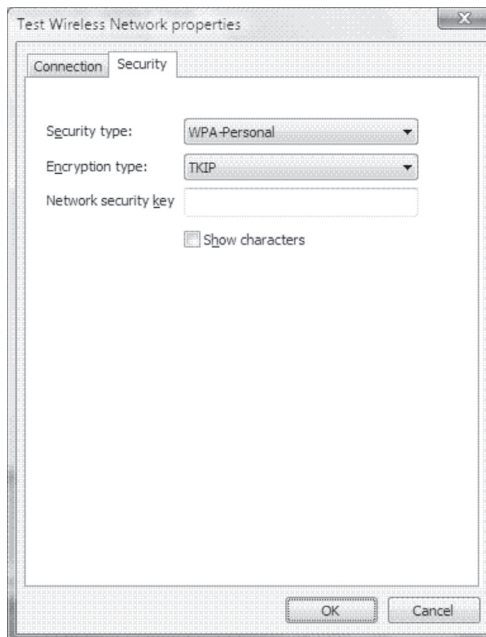 Test Wireless Network properties
Connection Security
Security type: WPA-Personal
Encryption type: TKIP
Network security key
Show characters
OK Cancel